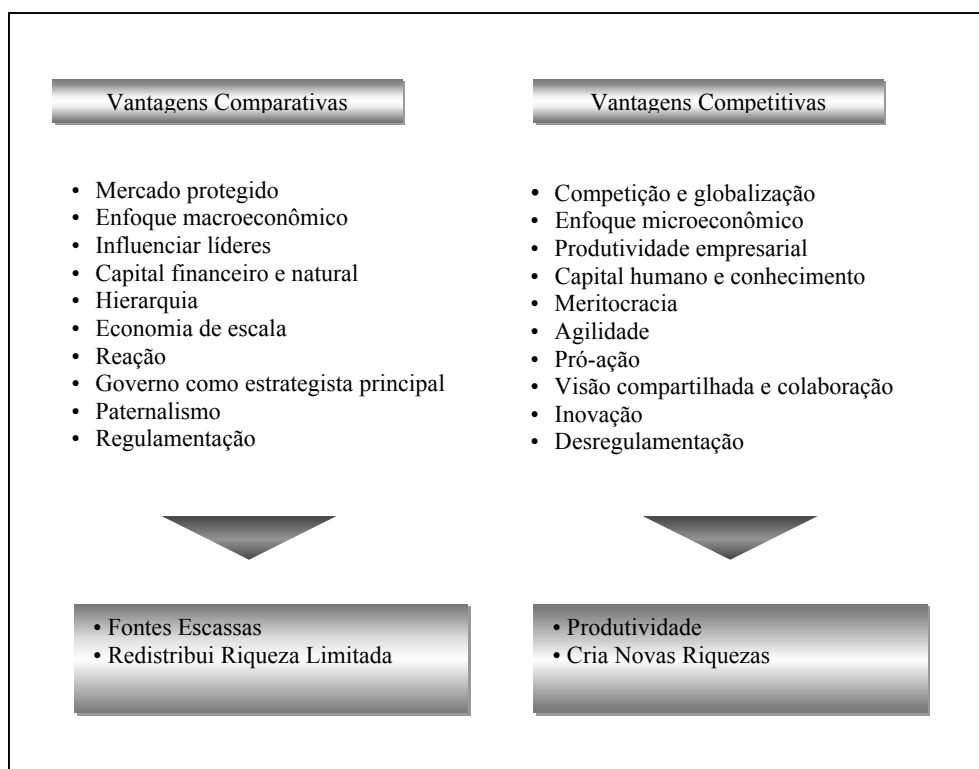 Vantagens Comparativas
• Mercado protegido
• Enfoque macroeconômico
• Influenciar líderes
• Capital financeiro e natural
• Hierarquia
• Economia de escala
• Reação
• Governo como estrategista principal
• Paternalismo
• Regulamentação
• Fontes Escassas
• Redistribui Riqueza Limitada
Vantagens Competitivas
• Competição e globalização
• Enfoque microeconômico
• Produtividade empresarial
• Capital humano e conhecimento
• Meritocracia
• Agilidade
• Pró-ação
• Visão compartilhada e colaboração
• Inovação
• Desregulamentação
• Produtividade
• Cria Novas Riquezas